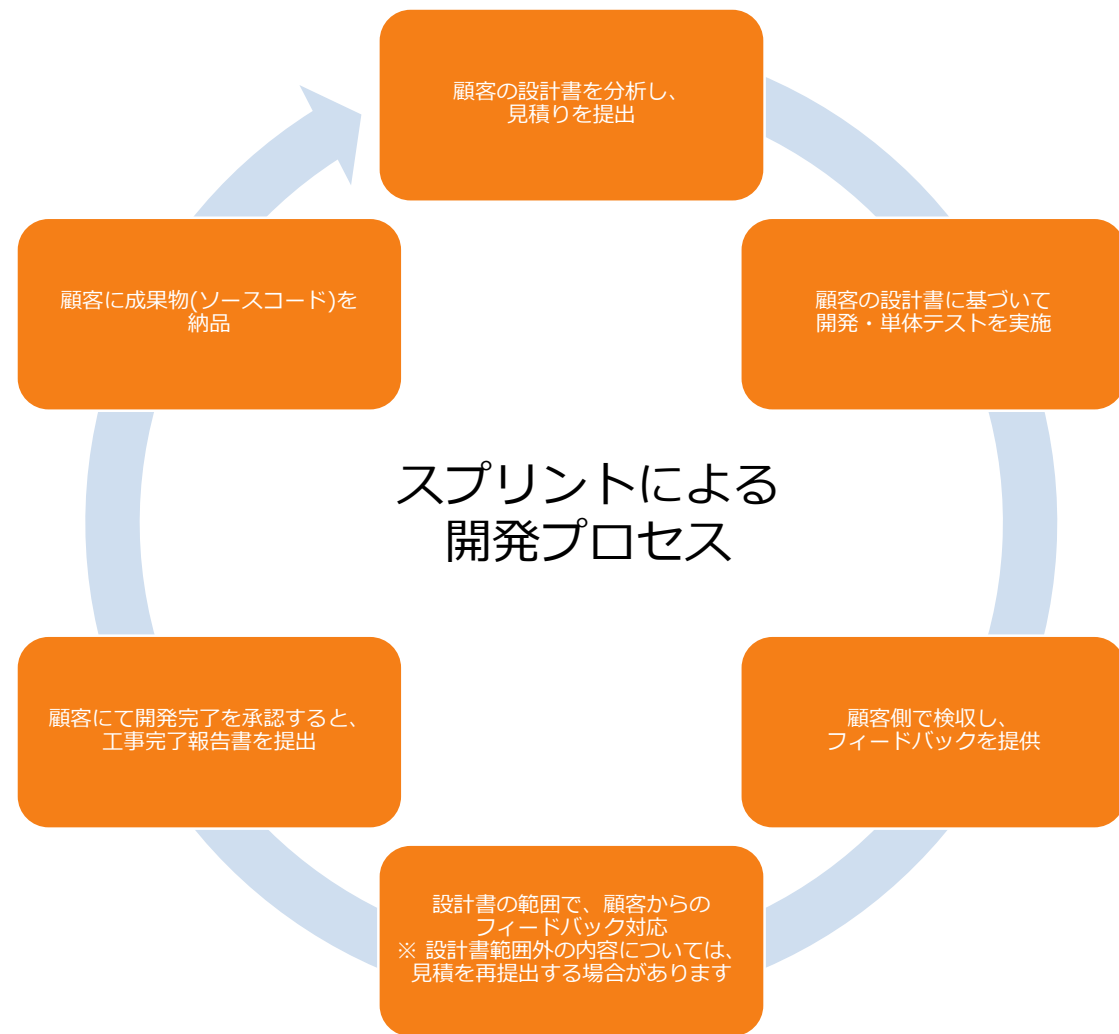 顧客の設計書を分析し、
見積りを提出
顧客の設計書に基づいて
開発・単体テストを実施
顧客側で検収し、
フィードバックを提供
設計書の範囲で、顧客からの
フィードバック対応
※ 設計書範囲外の内容については、
見積を再提出する場合があります
顧客にて開発完了を承認すると、
工事完了報告書を提出
顧客に成果物(ソースコード)を
納品
スプリントによる
開発プロセス